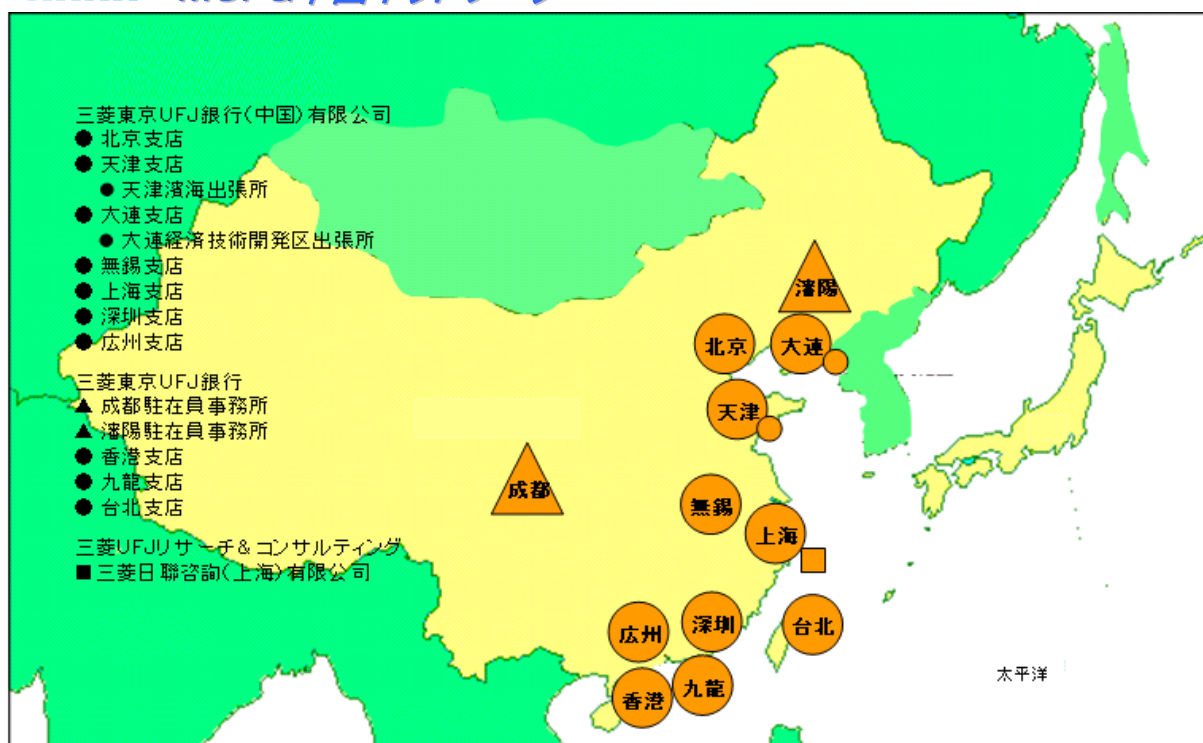 三菱東京UFJ銀行(中国)有限公司
● 北京支店
● 天津支店
● 天津濱海出張所
● 大連支店
● 大連経済技術開発区出張所
● 無錫支店
● 上海支店
● 深圳支店
● 広州支店
三菱東京UFJ銀行
▲ 成都駐在員事務所
▲ 瀋陽駐在員事務所
● 香港支店
● 九龍支店
● 台北支店
三菱UFJリサーチ&コンサルティング
■ 三菱日聯咨詢(上海)有限公司
瀋陽
北京
大連
天津
成都
無錫
上海
広州
深圳
台北
香港
九龍
太平洋